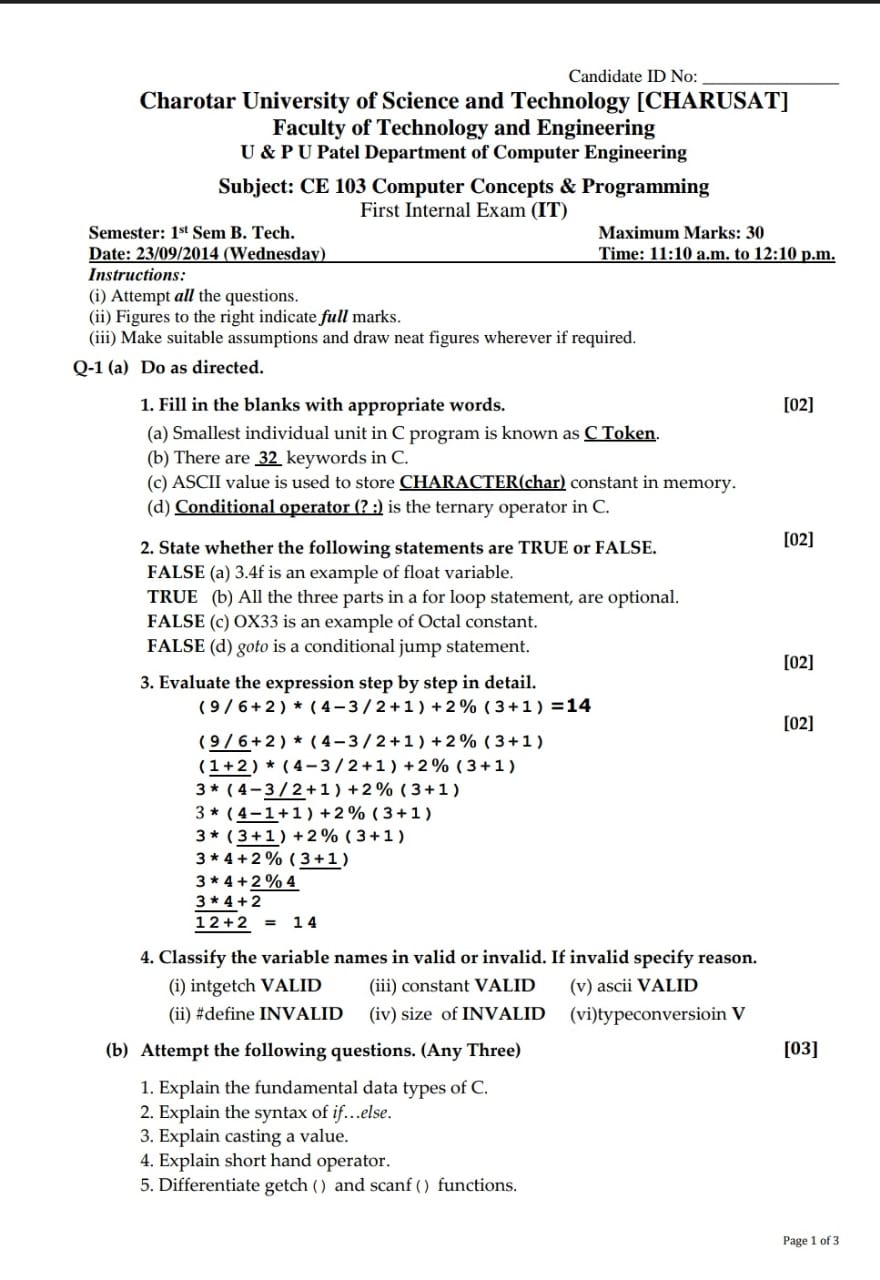 Candidate ID No: _______________
Charotar University of Science and Technology [CHARUSAT]
Faculty of Technology and Engineering
U & P U Patel Department of Computer Engineering
Subject: CE 103 Computer Concepts & Programming
First Internal Exam (IT)
Semester: 1st Sem B. Tech. Maximum Marks: 30
Date: 23/09/2014 (Wednesday) Time: 11:10 a.m. to 12:10 p.m.
Instructions:
(i) Attempt all the questions.
(ii) Figures to the right indicate full marks.
(iii) Make suitable assumptions and draw neat figures wherever if required.
Q-1 (a) Do as directed.
1. Fill in the blanks with appropriate words. [02]
(a) Smallest individual unit in C program is known as C Token.
(b) There are 32 keywords in C.
(c) ASCII value is used to store CHARACTER(char) constant in memory.
(d) Conditional operator (? :) is the ternary operator in C.
2. State whether the following statements are TRUE or FALSE. [02]
FALSE (a) 3.4f is an example of float variable.
TRUE (b) All the three parts in a for loop statement, are optional.
FALSE (c) OX33 is an example of Octal constant.
FALSE (d) goto is a conditional jump statement.
[02]
3. Evaluate the expression step by step in detail.
(9/6+2)*(4-3/2+1)+2%(3+1)=14
[02]
(9/6+2)*(4-3/2+1)+2%(3+1)
(1+2)*(4-3/2+1)+2%(3+1)
3*(4-3/2+1)+2%(3+1)
3*(4-1+1)+2%(3+1)
3*(3+1)+2%(3+1)
3*4+2%(3+1)
3*4+2%4
3*4+2
12+2 = 14
4. Classify the variable names in valid or invalid. If invalid specify reason.
(i) intgetch VALID (iii) constant VALID (v) ascii VALID
(ii) #define INVALID (iv) size of INVALID (vi)typeconversioin V
(b) Attempt the following questions. (Any Three) [03]
1. Explain the fundamental data types of C.
2. Explain the syntax of if…else.
3. Explain casting a value.
4. Explain short hand operator.
5. Differentiate getch () and scanf () functions.
Page 1 of 3